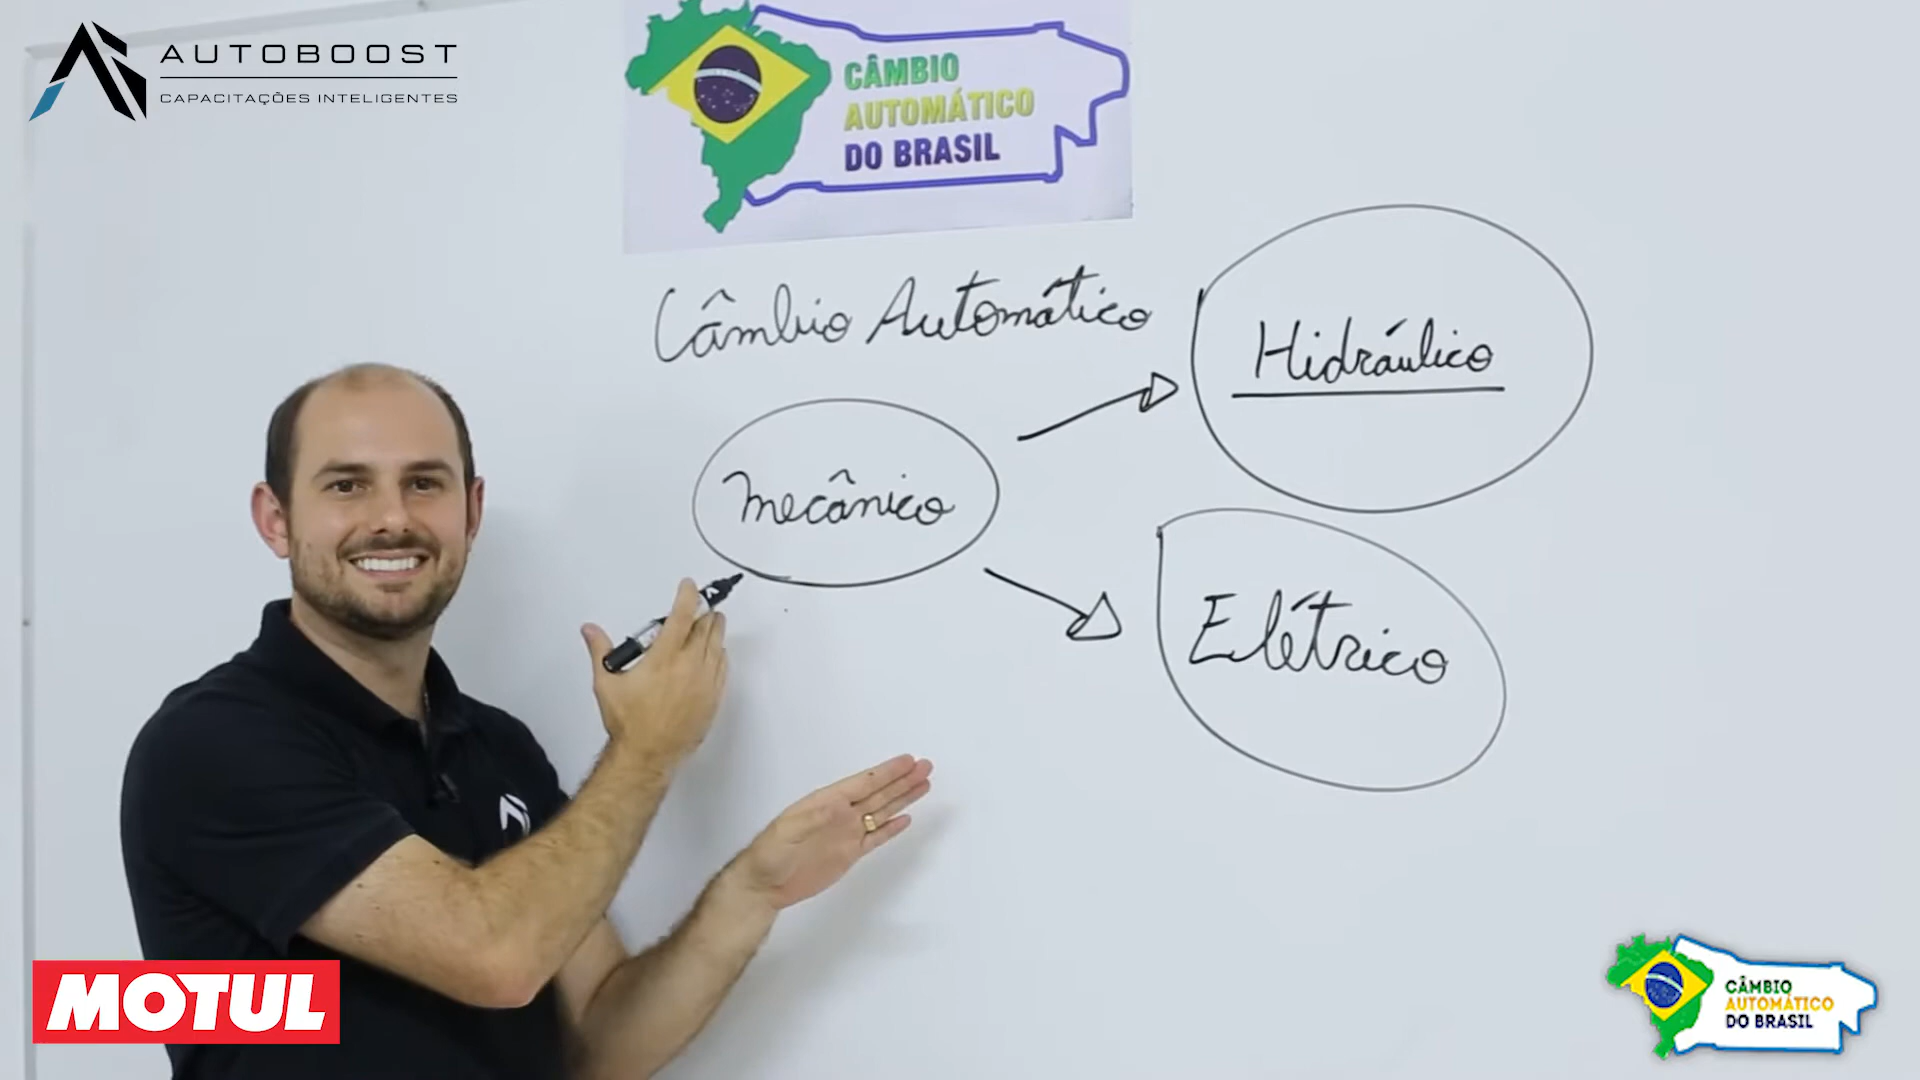 AUTOBOOST
CAPACITAÇÕES INTELIGENTES
CÂMBIO
AUTOMÁTICO
DO BRASIL
Câmbio Automático
Hidráulico
Mecânico
Elétrico
MOTUL
CÂMBIO
AUTOMÁTICO
DO BRASIL